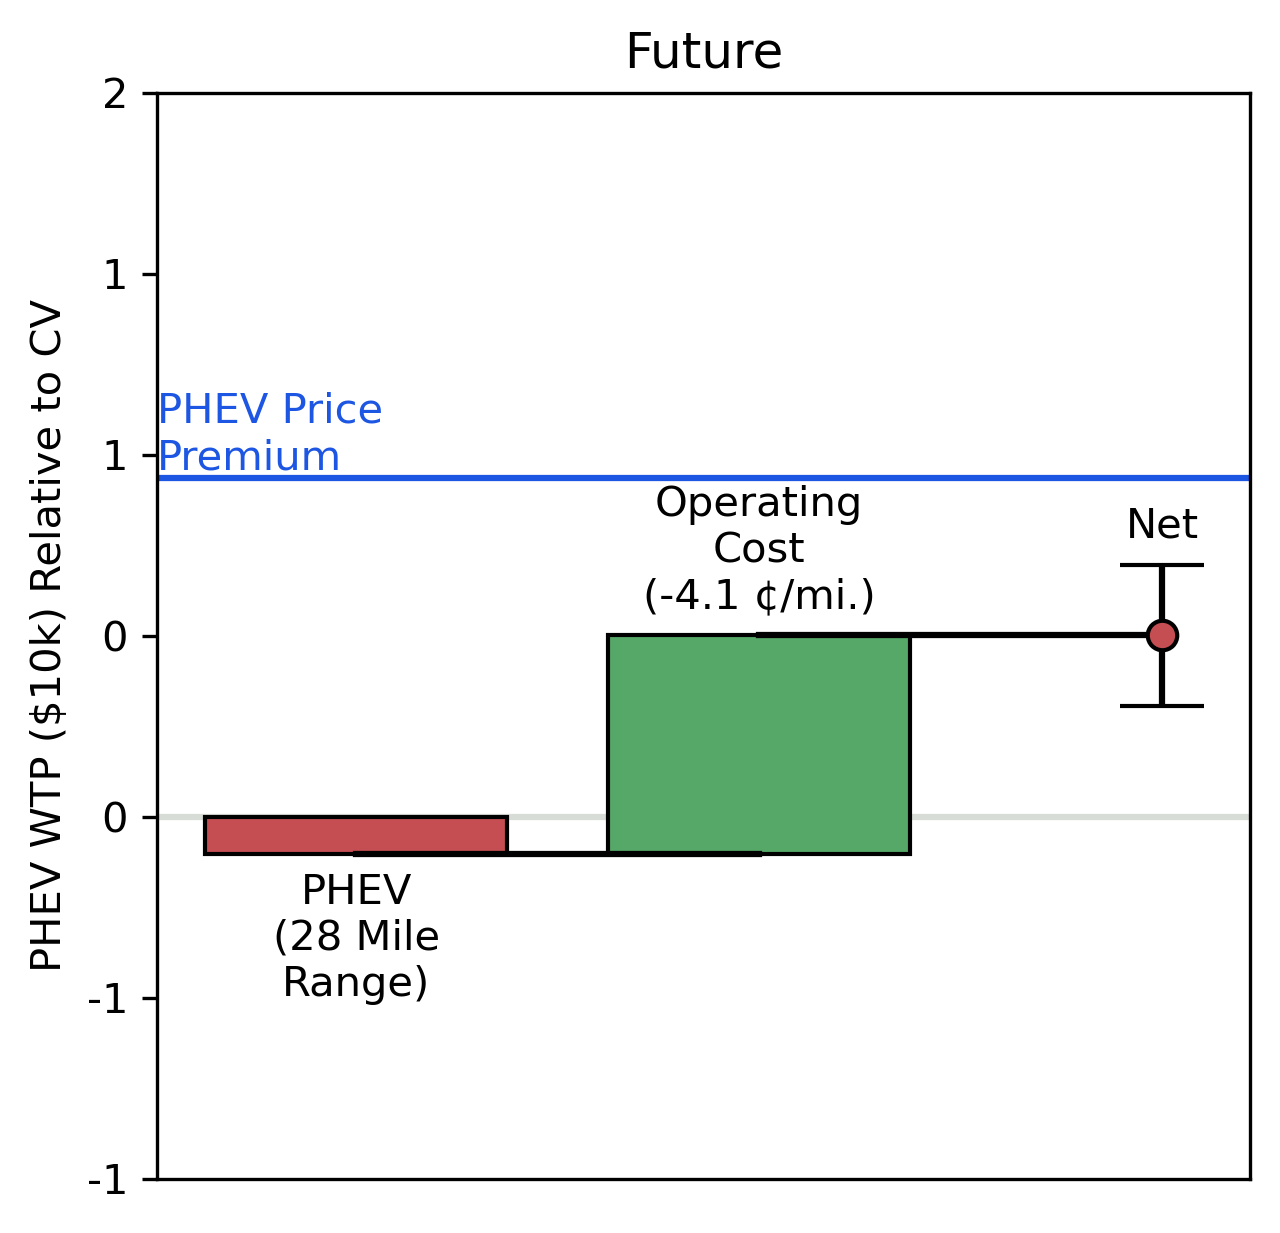 Future
2
1
1
0
0
-1
-1
PHEV WTP ($10k) Relative to CV
PHEV Price
Premium
Operating
Cost
(-4.1 ¢/mi.)
Net
PHEV
(28 Mile
Range)